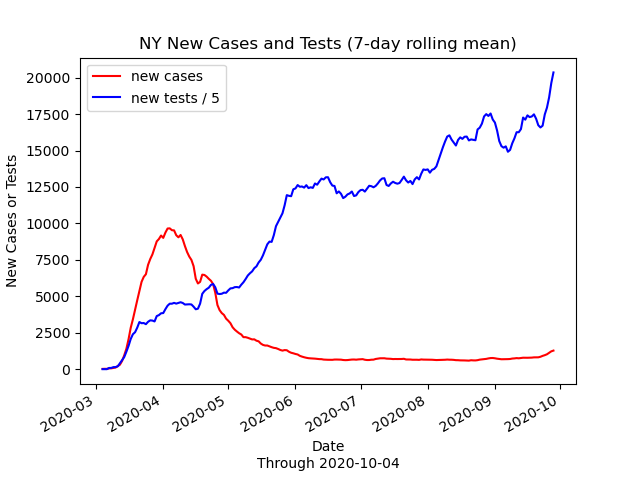 NY New Cases and Tests (7-day rolling mean)
new cases
new tests / 5
New Cases or Tests
20000
17500
15000
12500
10000
7500
5000
2500
0
2020-03
2020-04
2020-05
2020-06
2020-07
2020-08
2020-09
2020-10
Date
Through 2020-10-04